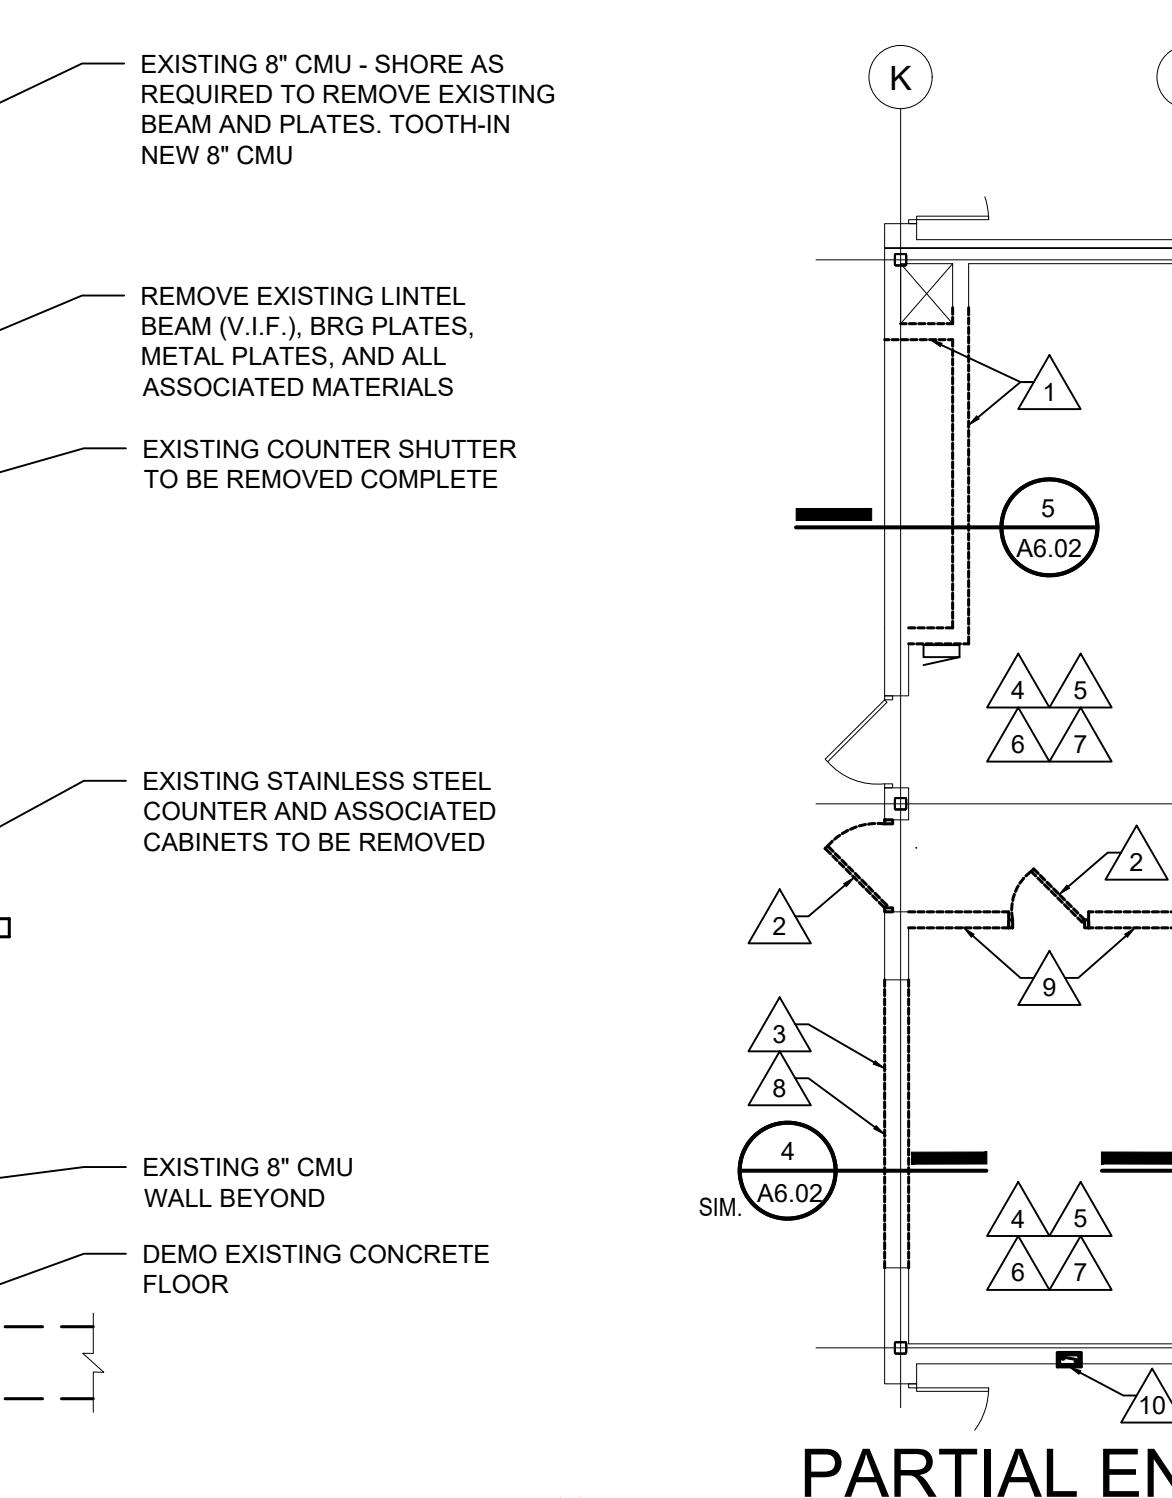 EXISTING 8" CMU - SHORE AS
REQUIRED TO REMOVE EXISTING
BEAM AND PLATES. TOOTH-IN
NEW 8" CMU
REMOVE EXISTING LINTEL
BEAM (V.I.F.), BRG PLATES,
METAL PLATES, AND ALL
ASSOCIATED MATERIALS
EXISTING COUNTER SHUTTER
TO BE REMOVED COMPLETE
EXISTING STAINLESS STEEL
COUNTER AND ASSOCIATED
CABINETS TO BE REMOVED
EXISTING 8" CMU
WALL BEYOND
DEMO EXISTING CONCRETE
FLOOR
K
1
5
A6.02
4 5
6 7
2
2
9
3
8
4
A6.02
SIM.
4 5
6 7
10
PARTIAL EN